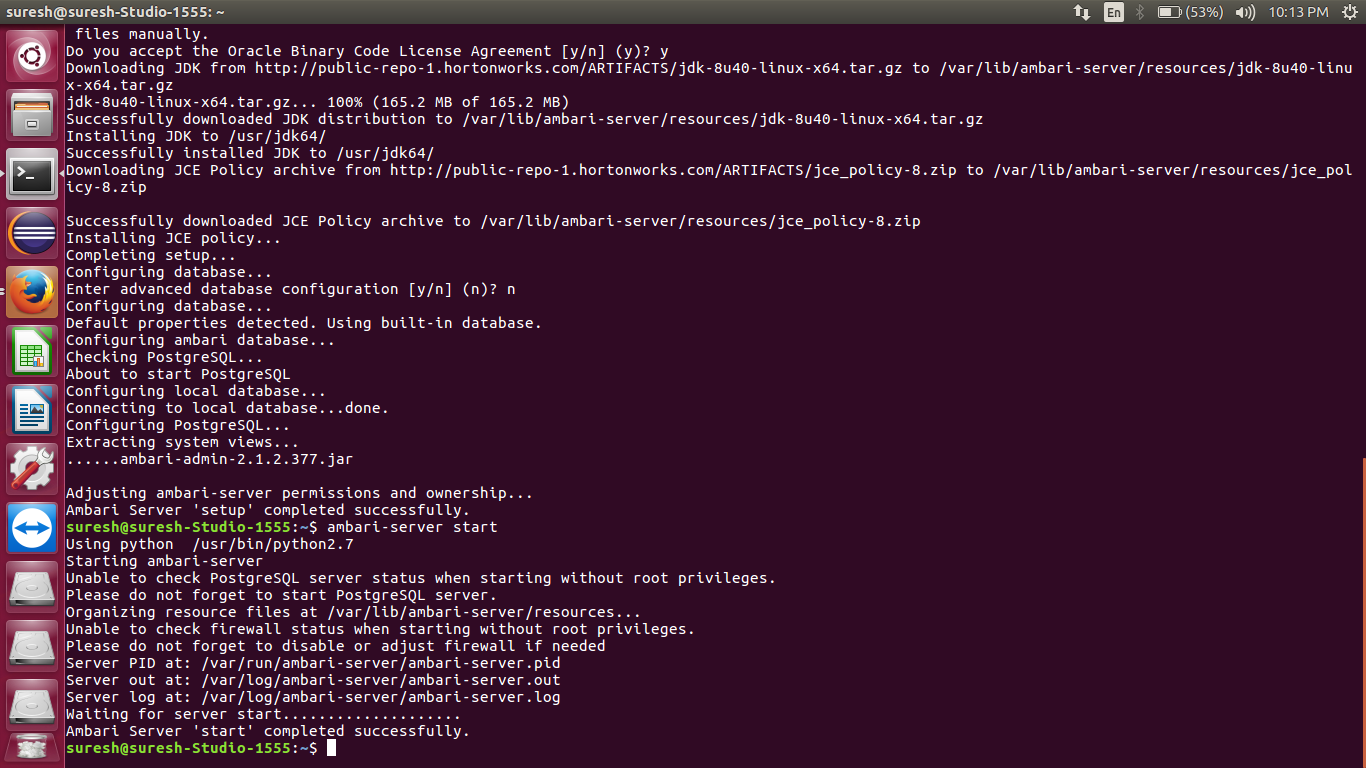 suresh@suresh-Studio-1555: ~
En
(53%)
10:13 PM
files manually.
Do you accept the Oracle Binary Code License Agreement [y/n] (y)? y
Downloading JDK from http://public-repo-1.hortonworks.com/ARTIFACTS/jdk-8u40-linux-x64.tar.gz to /var/lib/ambari-server/resources/jdk-8u40-linu
x-x64.tar.gz
jdk-8u40-linux-x64.tar.gz... 100% (165.2 MB of 165.2 MB)
Successfully downloaded JDK distribution to /var/lib/ambari-server/resources/jdk-8u40-linux-x64.tar.gz
Installing JDK to /usr/jdk64/
Successfully installed JDK to /usr/jdk64/
Downloading JCE Policy archive from http://public-repo-1.hortonworks.com/ARTIFACTS/jce_policy-8.zip to /var/lib/ambari-server/resources/jce_pol
icy-8.zip
Successfully downloaded JCE Policy archive to /var/lib/ambari-server/resources/jce_policy-8.zip
Installing JCE policy...
Completing setup...
Configuring database...
Enter advanced database configuration [y/n] (n)? n
Configuring database...
Default properties detected. Using built-in database.
Configuring ambari database...
Checking PostgreSQL...
About to start PostgreSQL
Configuring local database...
Connecting to local database...done.
Configuring PostgreSQL...
Extracting system views...
......ambari-admin-2.1.2.377.jar
Adjusting ambari-server permissions and ownership...
Ambari Server 'setup' completed successfully.
suresh@suresh-Studio-1555:~$ ambari-server start
Using python  /usr/bin/python2.7
Starting ambari-server
Unable to check PostgreSQL server status when starting without root privileges.
Please do not forget to start PostgreSQL server.
Organizing resource files at /var/lib/ambari-server/resources...
Unable to check firewall status when starting without root privileges.
Please do not forget to disable or adjust firewall if needed
Server PID at: /var/run/ambari-server/ambari-server.pid
Server out at: /var/log/ambari-server/ambari-server.out
Server log at: /var/log/ambari-server/ambari-server.log
Waiting for server start....................
Ambari Server 'start' completed successfully.
suresh@suresh-Studio-1555:~$